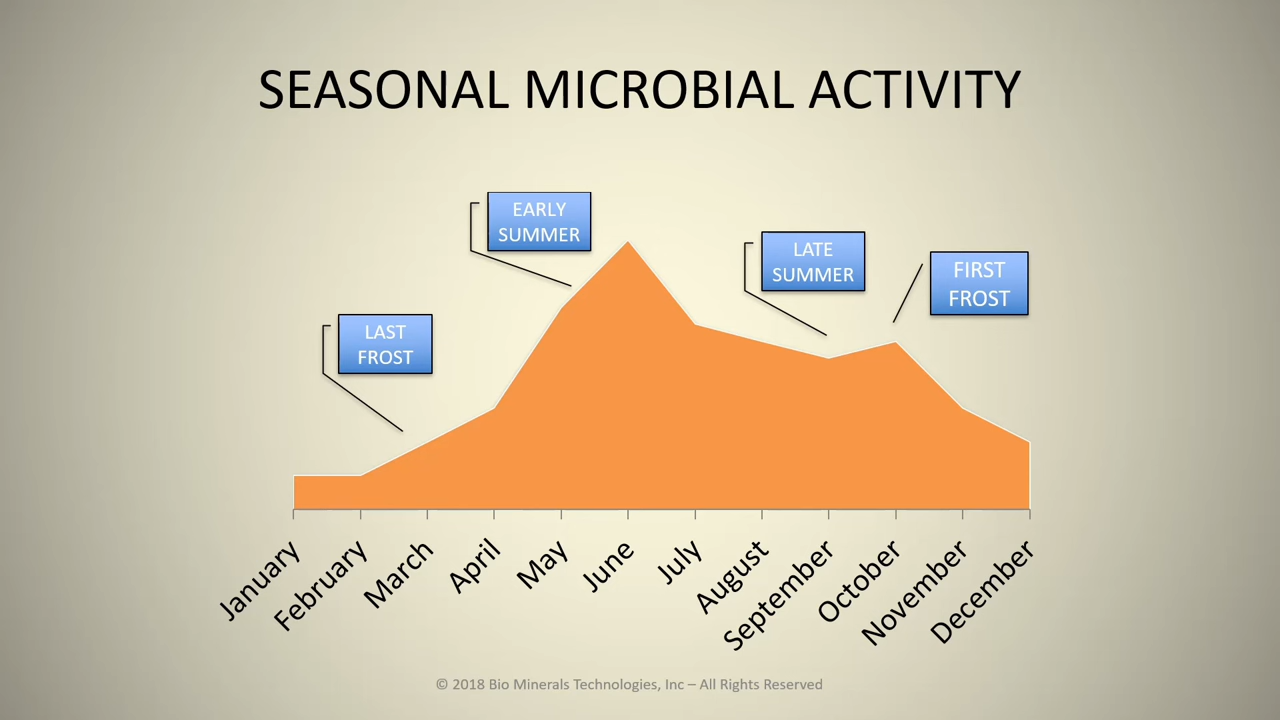 SEASONAL MICROBIAL ACTIVITY
EARLY
SUMMER
LATE
SUMMER
FIRST
FROST
LAST
FROST
January
February
March
April
May
June
July
August
September
October
November
December
© 2018 Bio Minerals Technologies, Inc – All Rights Reserved